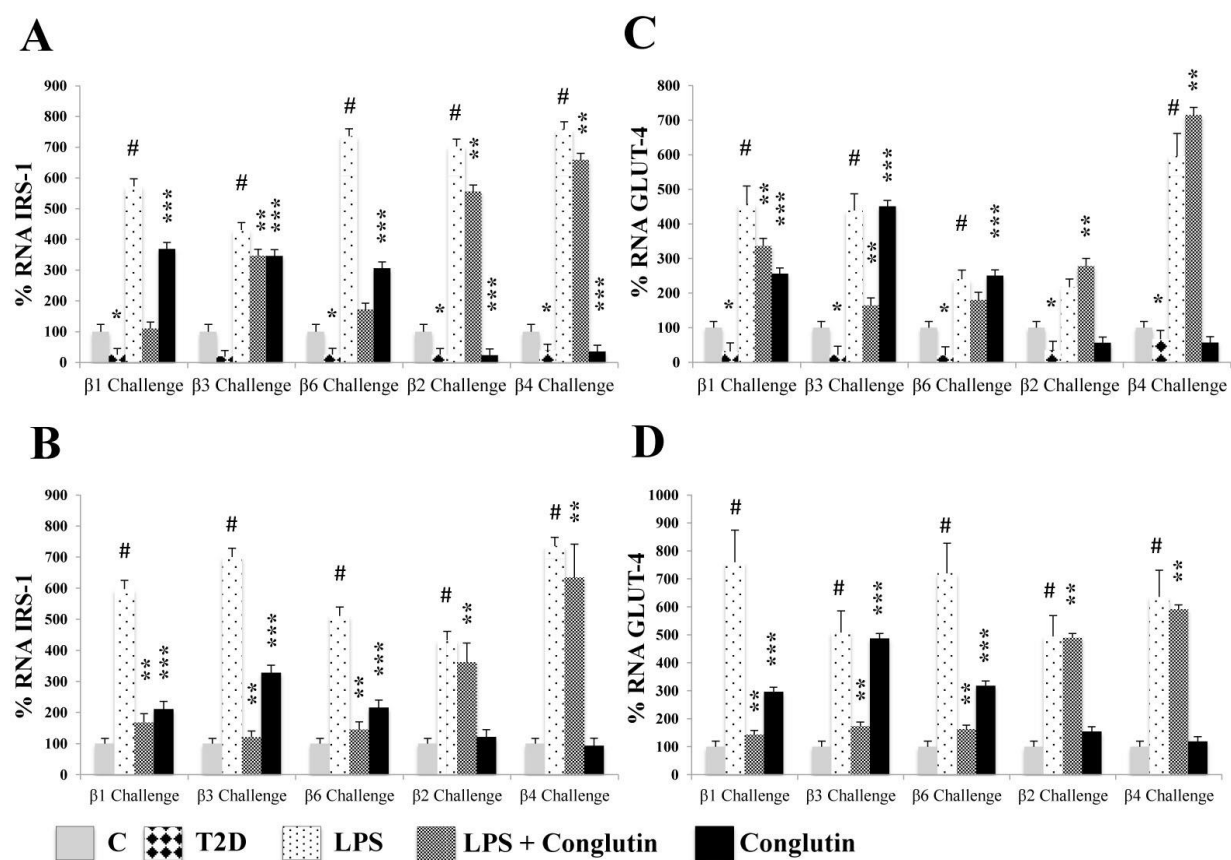 A
% RNA IRS-1
900
800
700
600
500
400
300
200
100
0
* # ***
# ** ***
* # ***
* # ** ***
* # ** ***
β1 Challenge β3 Challenge β6 Challenge β2 Challenge β4 Challenge
C
% RNA GLUT-4
800
700
600
500
400
300
200
100
0
* # ** ***
* # ** ***
* # ***
* **
* # **
β1 Challenge β3 Challenge β6 Challenge β2 Challenge β4 Challenge
B
% RNA IRS-1
900
800
700
600
500
400
300
200
100
0
# ** ***
# ** ***
# ** ***
# **
# **
β1 Challenge β3 Challenge β6 Challenge β2 Challenge β4 Challenge
D
% RNA GLUT-4
1000
900
800
700
600
500
400
300
200
100
0
# ** ***
# ** ***
# ** ***
# **
# **
β1 Challenge β3 Challenge β6 Challenge β2 Challenge β4 Challenge
C T2D LPS LPS + Conglutin Conglutin